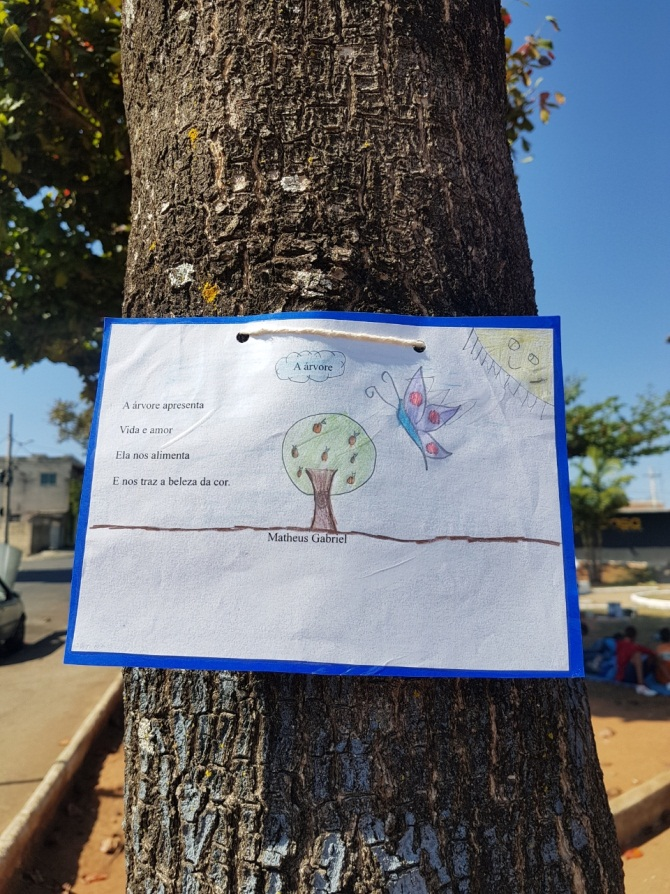 A árvore
A árvore apresenta
Vida e amor
Ela nos alimenta
E nos traz a beleza da cor.
Matheus Gabriel